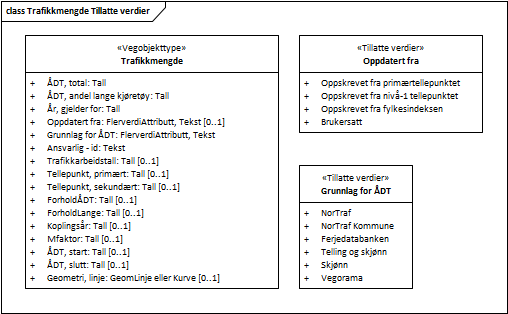 class Trafikkmengde Tillatte verdier
«Vegobjekttype»
Trafikkmengde
+ ÅDT, total: Tall
+ ÅDT, andel lange kjøretøy: Tall
+ År, gjelder for: Tall
+ Oppdatert fra: FlerverdiAttributt, Tekst [0..1]
+ Grunnlag for ÅDT: FlerverdiAttributt, Tekst
+ Ansvarlig - id: Tekst
+ Trafikkarbeidstall: Tall [0..1]
+ Tellepunkt, primært: Tall [0..1]
+ Tellepunkt, sekundært: Tall [0..1]
+ ForholdÅDT: Tall [0..1]
+ ForholdLange: Tall [0..1]
+ Koplingsår: Tall [0..1]
+ Mfaktor: Tall [0..1]
+ ÅDT, start: Tall [0..1]
+ ÅDT, slutt: Tall [0..1]
+ Geometri, linje: GeomLinje eller Kurve [0..1]
«Tillatte verdier»
Oppdatert fra
+ Oppskrevet fra primærtellepunktet
+ Oppskrevet fra nivå-1 tellepunktet
+ Oppskrevet fra fylkesindeksen
+ Brukersatt
«Tillatte verdier»
Grunnlag for ÅDT
+ NorTraf
+ NorTraf Kommune
+ Ferjedatabanken
+ Telling og skjønn
+ Skjønn
+ Vegorama